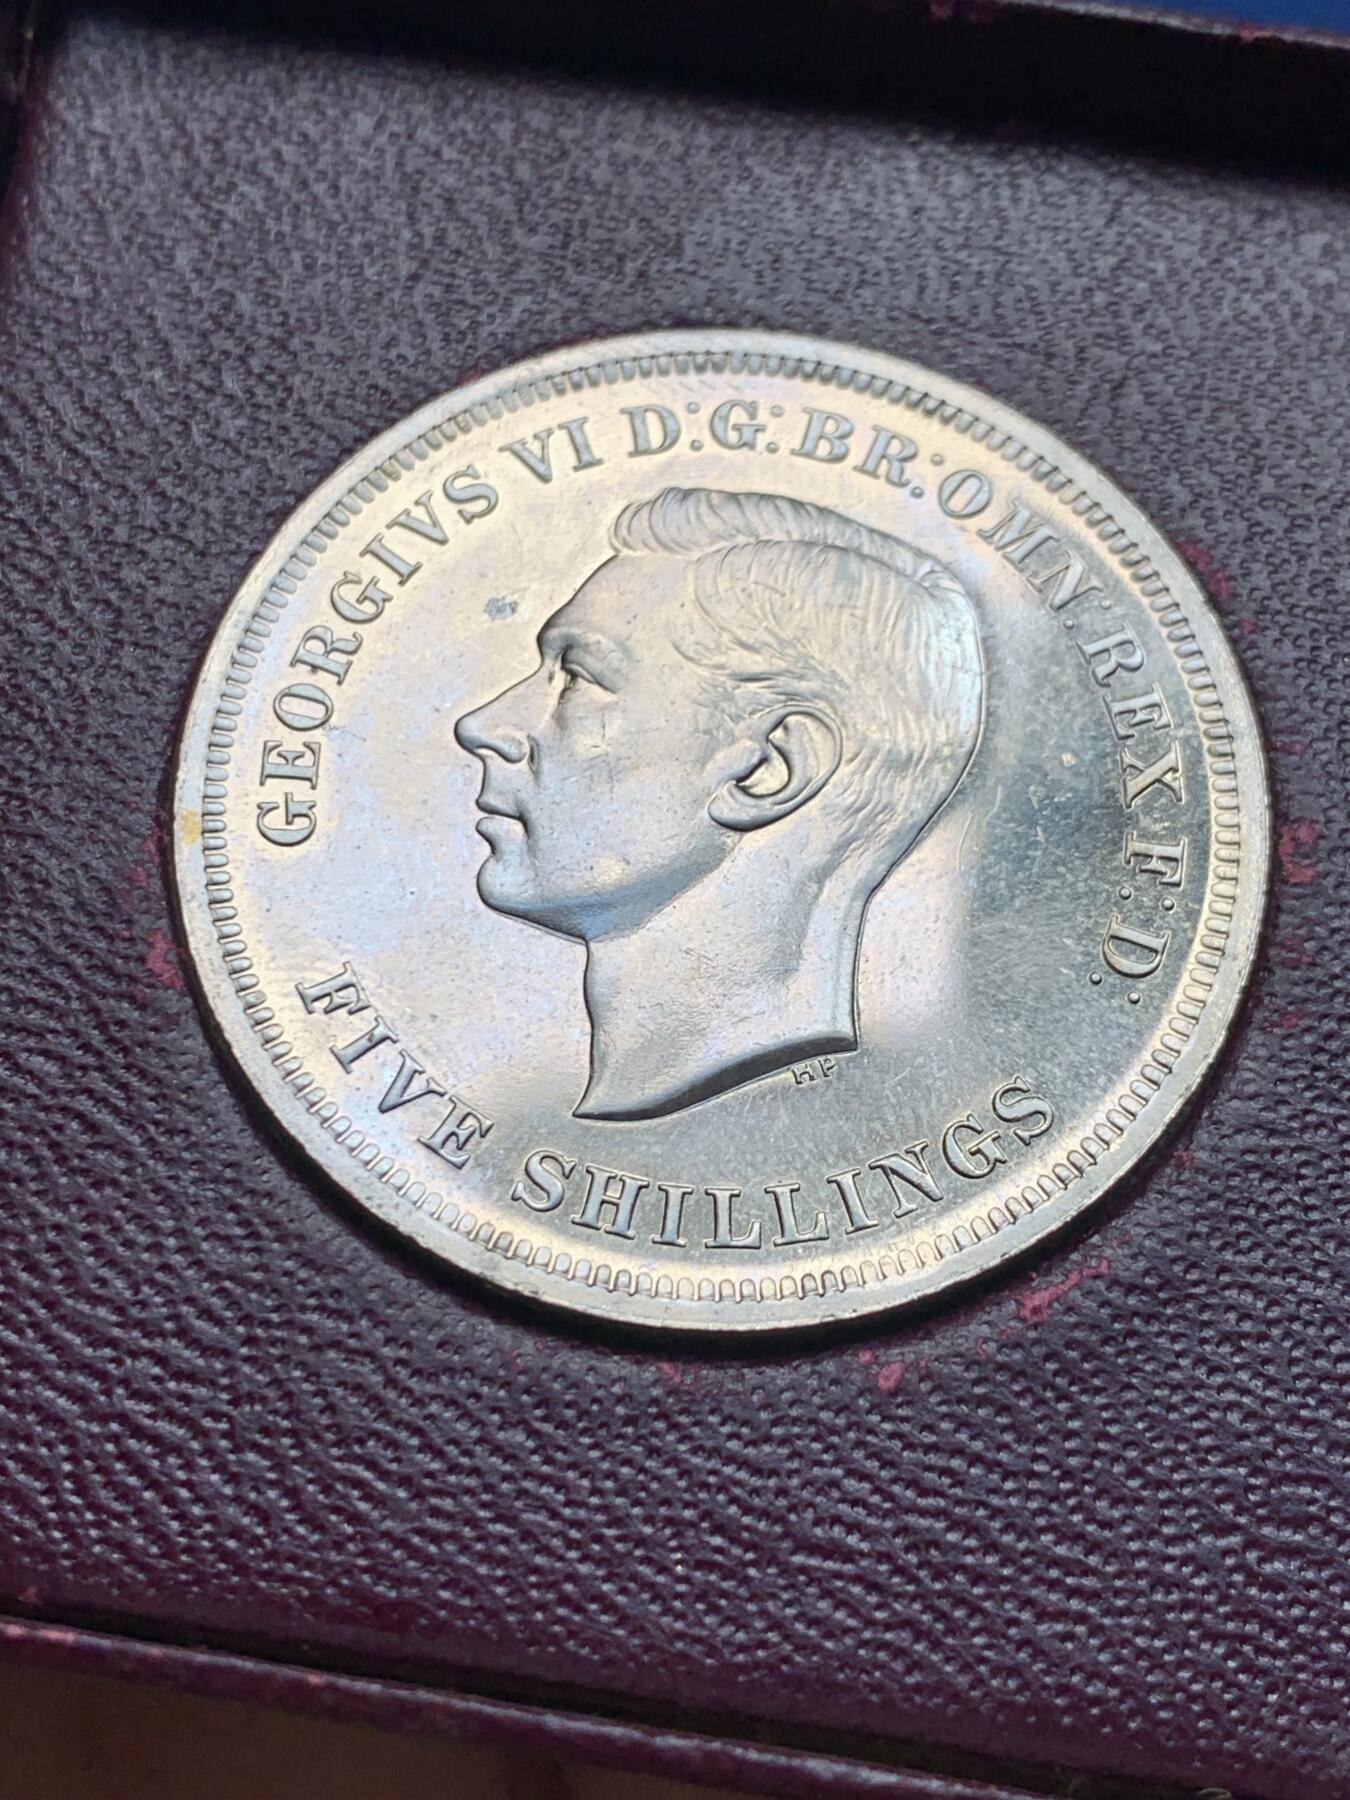 GEORGIVS VI D:G:BR:OMN:REX F:D:
HP
FIVE SHILLINGS